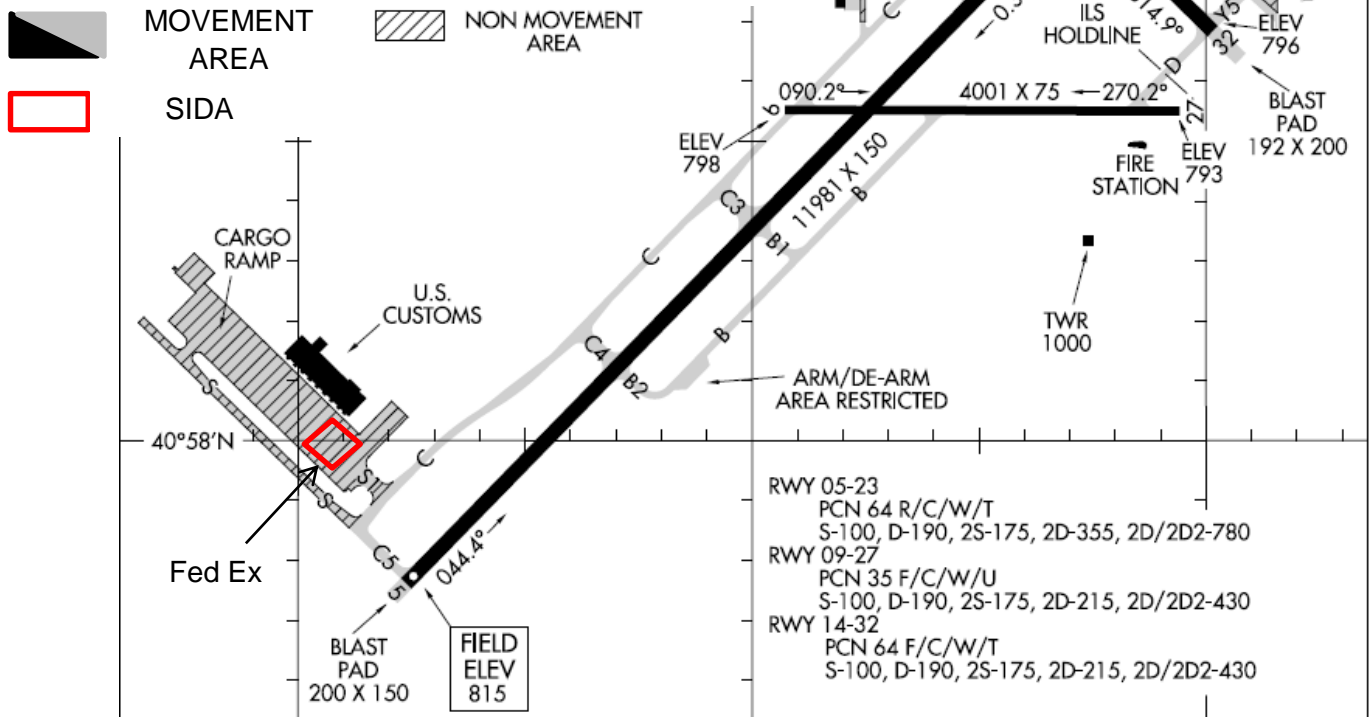 MOVEMENT
AREA
NON MOVEMENT
AREA
SIDA
C
0.3
ILS
HOLDLINE
014.9°
Y5
32
ELEV
796
D
BLAST
PAD
192 X 200
090.2°
4001 X 75
270.2°
9
27
ELEV
798
ELEV
793
FIRE
STATION
11981 X 150
B
C3
B1
C
CARGO
RAMP
U.S.
CUSTOMS
TWR
1000
C4
B2
B
ARM/DE-ARM
AREA RESTRICTED
S
40°58'N
C
S1
S
Fed Ex
C5
5
044.4°
BLAST
PAD
200 X 150
FIELD
ELEV
815
RWY 05-23
PCN 64 R/C/W/T
S-100, D-190, 2S-175, 2D-355, 2D/2D2-780
RWY 09-27
PCN 35 F/C/W/U
S-100, D-190, 2S-175, 2D-215, 2D/2D2-430
RWY 14-32
PCN 64 F/C/W/T
S-100, D-190, 2S-175, 2D-215, 2D/2D2-430